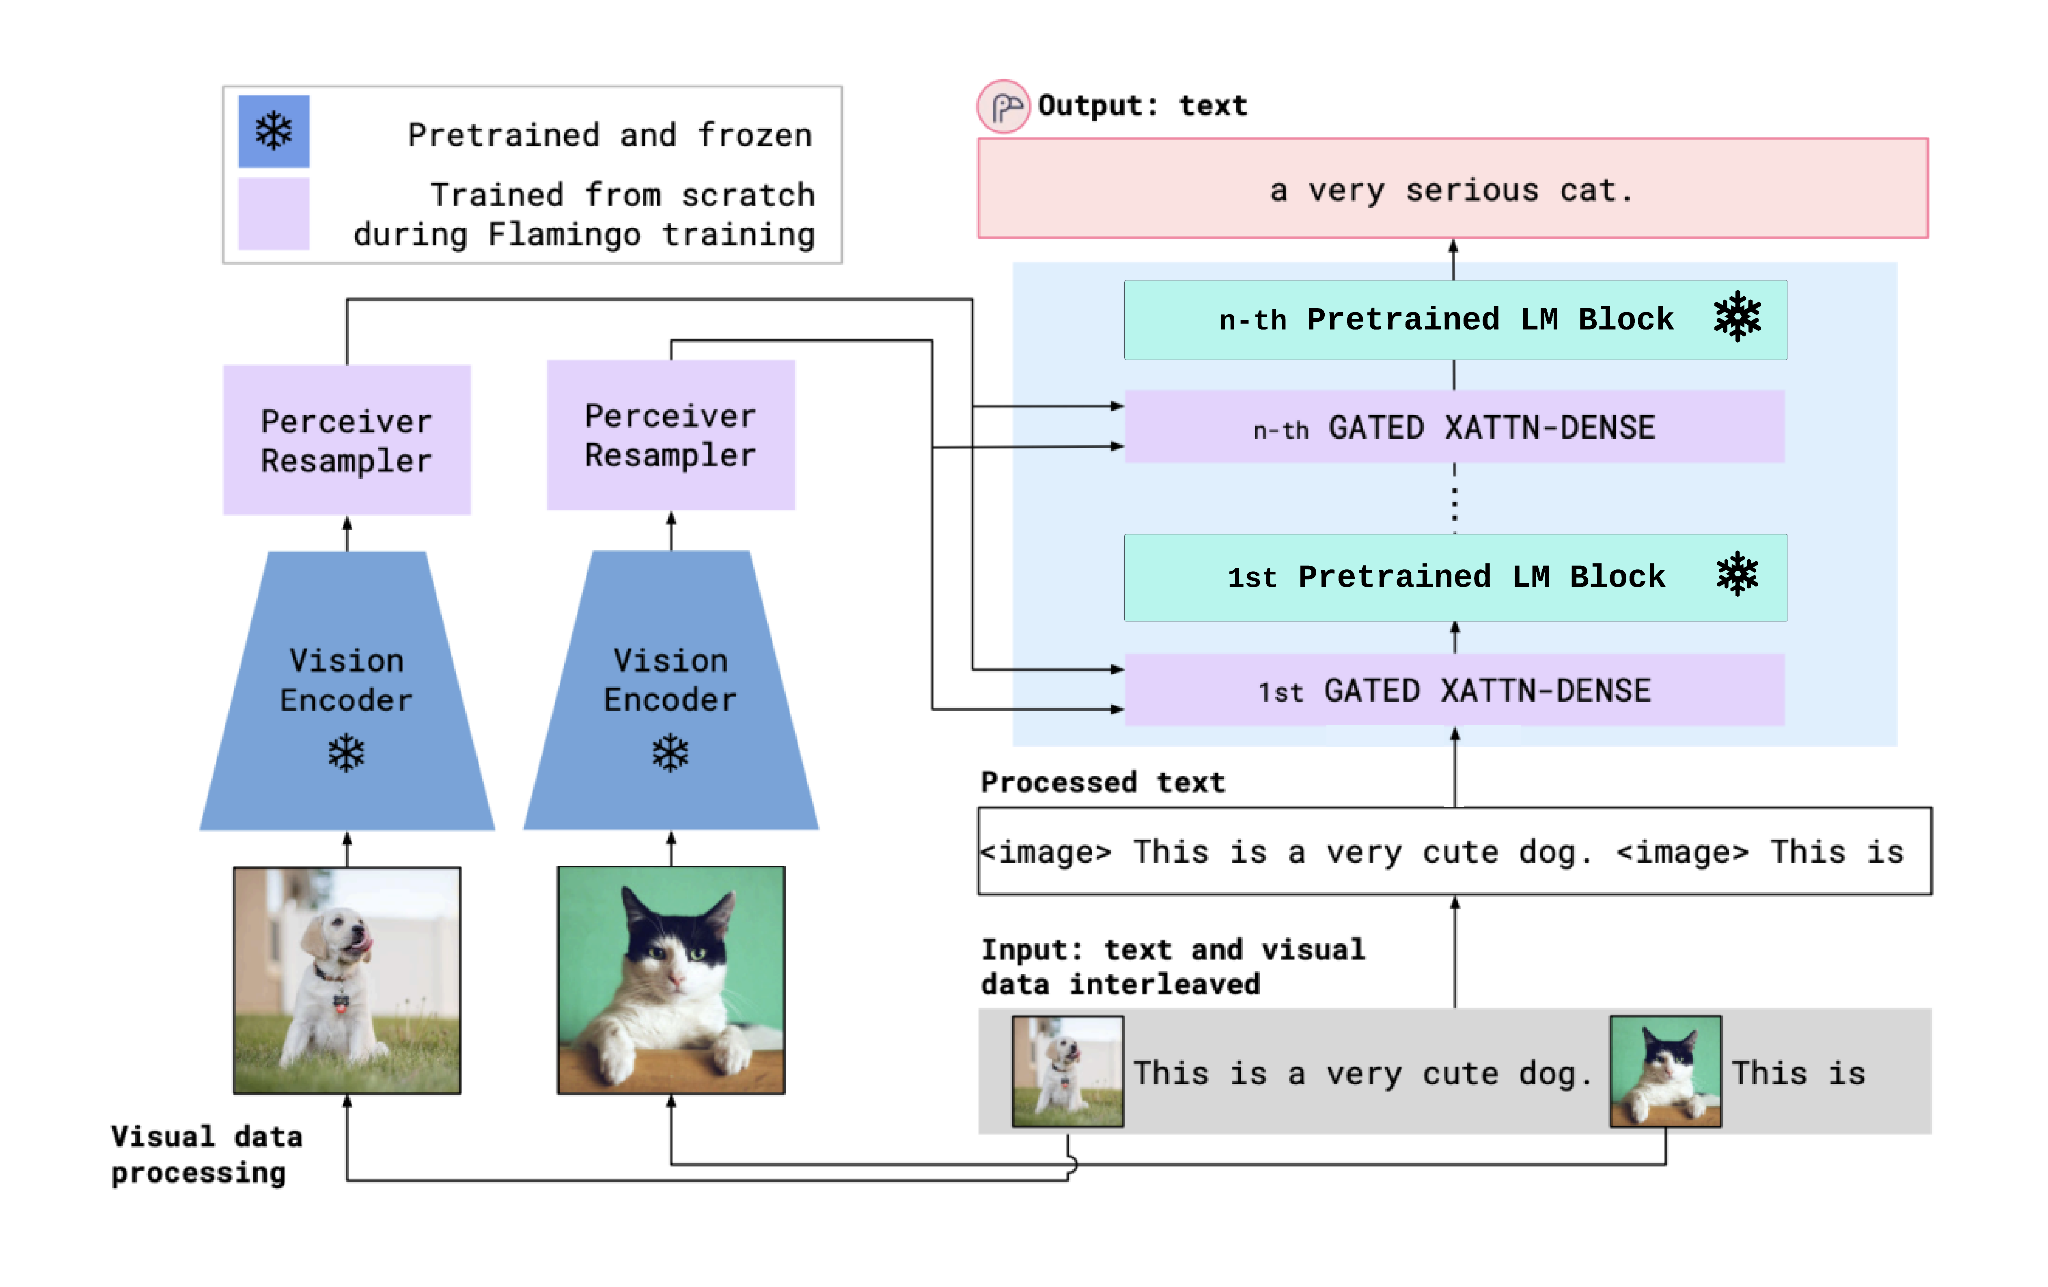 Pretrained and frozen
Trained from scratch
during Flamingo training
Output: text
a very serious cat.
n-th Pretrained LM Block
n-th GATED XATTN-DENSE
1st Pretrained LM Block
1st GATED XATTN-DENSE
Perceiver
Resampler
Perceiver
Resampler
Vision
Encoder
Vision
Encoder
Processed text
<image> This is a very cute dog. <image> This is
Input: text and visual
data interleaved
This is a very cute dog.
This is
Visual data
processing